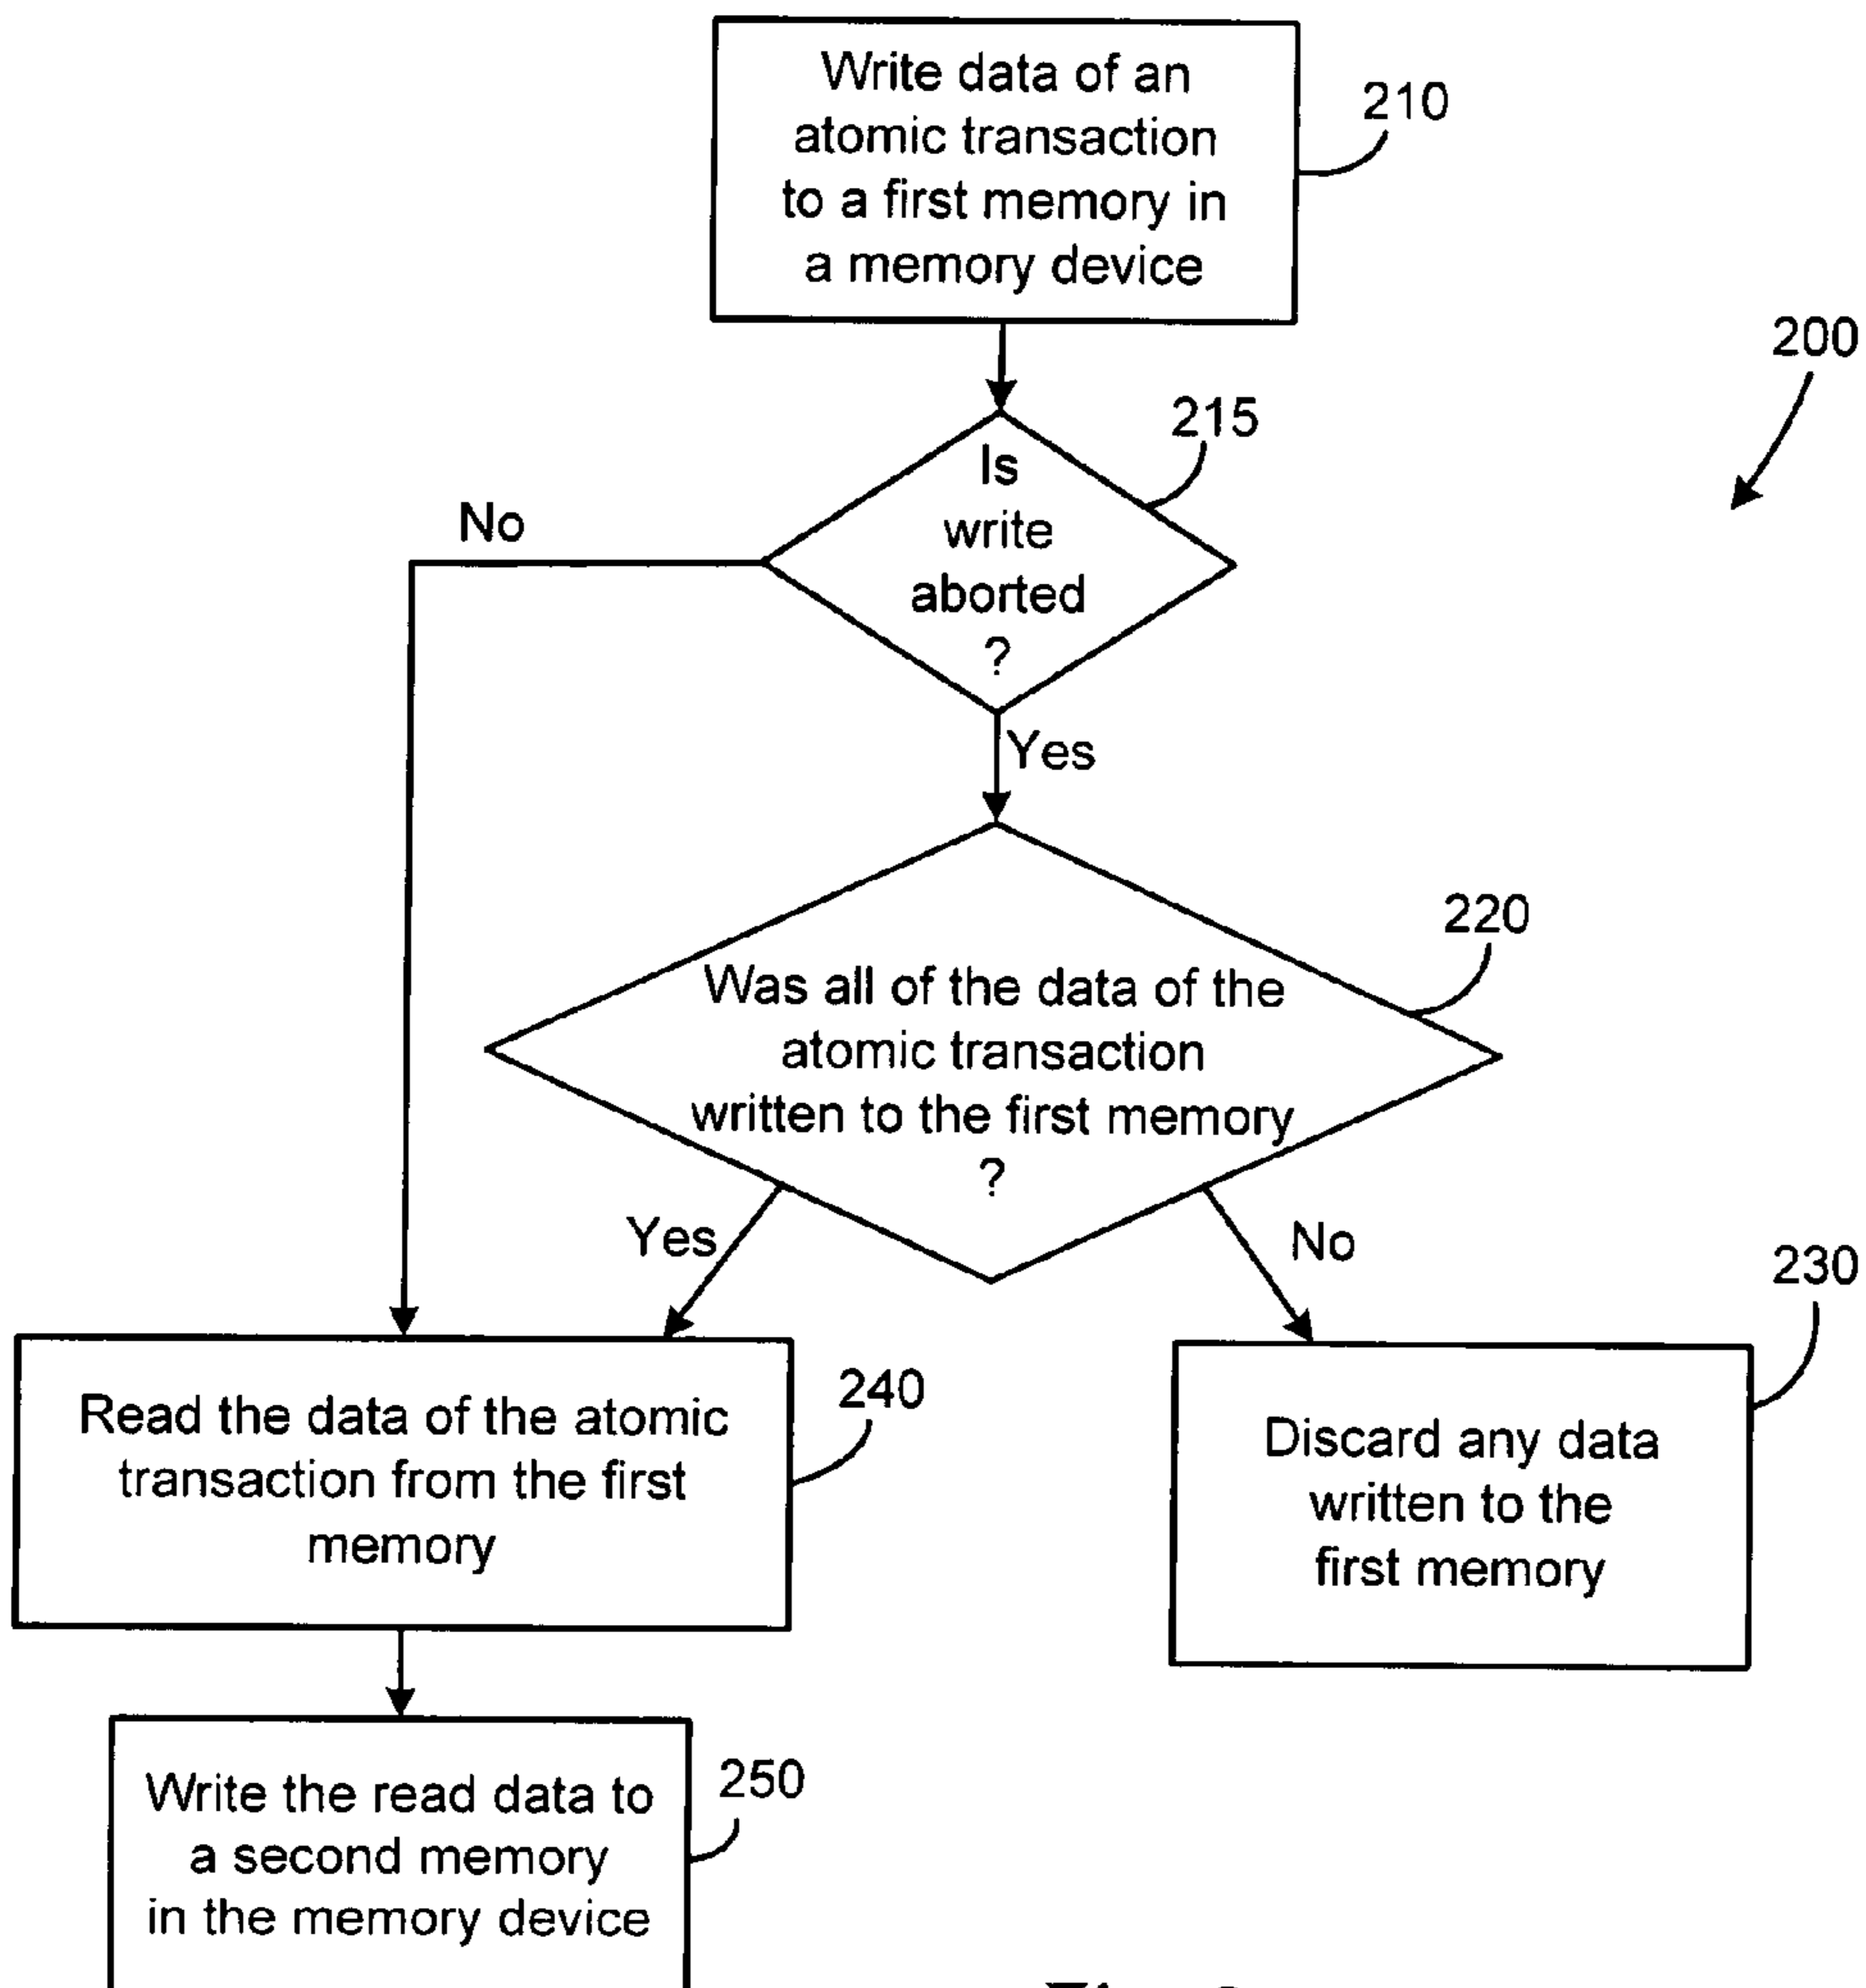 Write data of an
atomic transaction
to a first memory in
a memory device
210
200
215
Is
write
aborted
?
No
Yes
220
Was all of the data of the
atomic transaction
written to the first memory
?
Yes
No
230
240
Read the data of the atomic
transaction from the first
memory
Discard any data
written to the
first memory
250
Write the read data to
a second memory
in the memory device